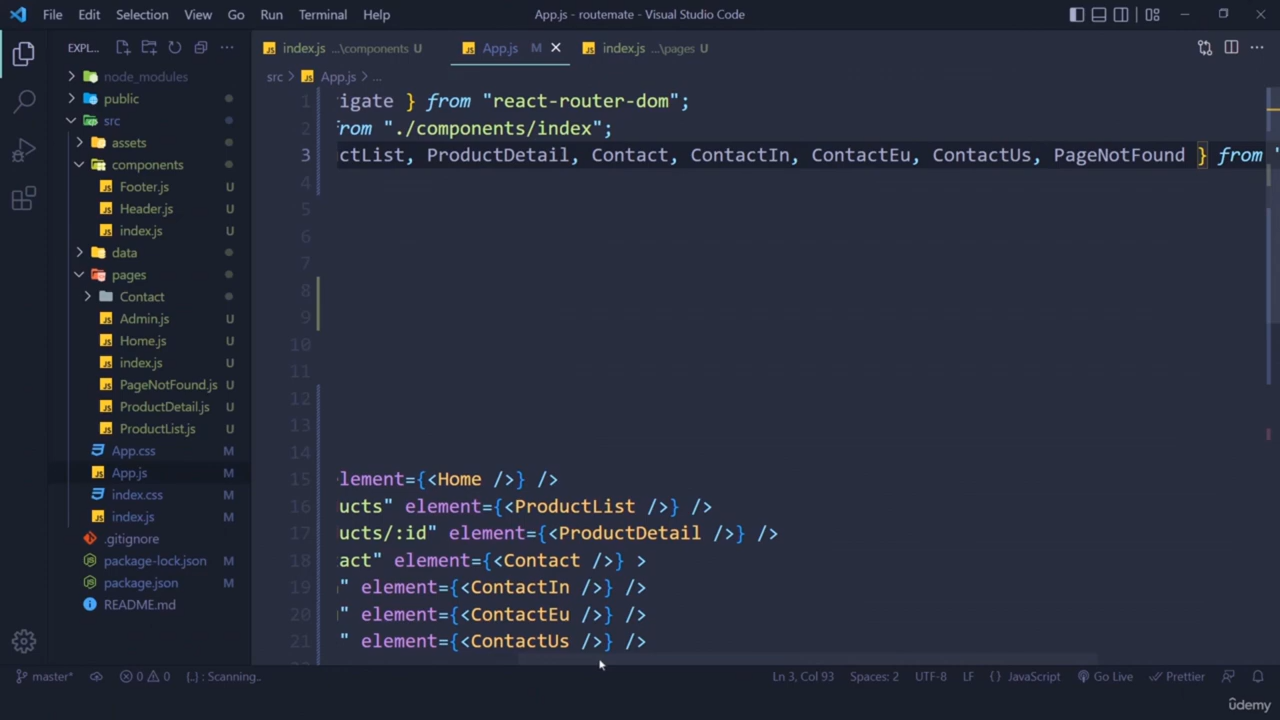 File Edit Selection View Go Run Terminal Help App.js - routemate - Visual Studio Code
EXPL... index.js ...\components U App.js M index.js ...\pages U
src > App.js > ...
node_modules
public
src
assets
components
Footer.js U
Header.js U
index.js U
data
pages
Contact
Admin.js U
Home.js U
index.js U
PageNotFound.js U
ProductDetail.js U
ProductList.js U
App.css M
App.js M
index.css M
index.js M
.gitignore
package-lock.json M
package.json M
README.md
1 igate } from "react-router-dom";
2 rom "./components/index";
3 ctList, ProductDetail, Contact, ContactIn, ContactEu, ContactUs, PageNotFound } from "
4
5
6
7
8
9
10
11
12
13
14
15 lement={<Home />} />
16 ucts" element={<ProductList />} />
17 ucts/:id" element={<ProductDetail />} />
18 act" element={<Contact />} >
19 " element={<ContactIn />} />
20 " element={<ContactEu />} />
21 " element={<ContactUs />} />
master* 0 0 {..} : Scanning.. Ln 3, Col 93 Spaces: 2 UTF-8 LF {} JavaScript Go Live Prettier
ûdemy